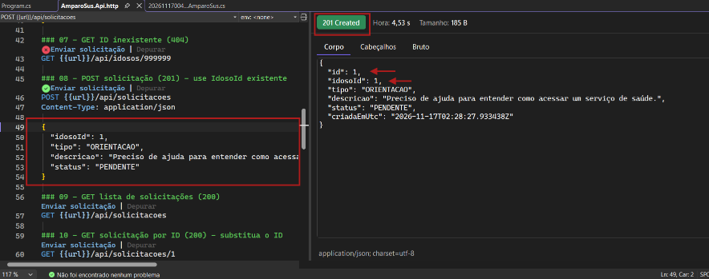 Program.cs
AmparoSus.Api.http
20261117004...AmparoSus.cs
POST {{url}}/api/solicitacoes
env: <none>
41
42 ### 07 - GET ID inexistente (404)
Enviar solicitação | Depurar
43 GET {{url}}/api/idosos/999999
44
45 ### 08 - POST solicitação (201) - use IdosoId existente
Enviar solicitação | Depurar
46 POST {{url}}/api/solicitacoes
47 Content-Type: application/json
48
49 {
50 "idosoId": 1,
51 "tipo": "ORIENTACAO",
52 "descricao": "Preciso de ajuda para entender como acessa
53 "status": "PENDENTE"
54 }
55
56 ### 09 - GET lista de solicitações (200)
Enviar solicitação | Depurar
57 GET {{url}}/api/solicitacoes
58
59 ### 10 - GET solicitação por ID (200) - substitua o ID
Enviar solicitação | Depurar
60 GET {{url}}/api/solicitacoes/1
117 %
Não foi encontrado nenhum problema
201 Created
Hora: 4,53 s
Tamanho: 185 B
Corpo
Cabeçalhos
Bruto
{
"id": 1,
"idosoId": 1,
"tipo": "ORIENTACAO",
"descricao": "Preciso de ajuda para entender como acessar um serviço de saúde.",
"status": "PENDENTE",
"criadaEmUtc": "2026-11-17T02:28:27.933438Z"
}
application/json; charset=utf-8
Ln: 49, Car: 2
SPC